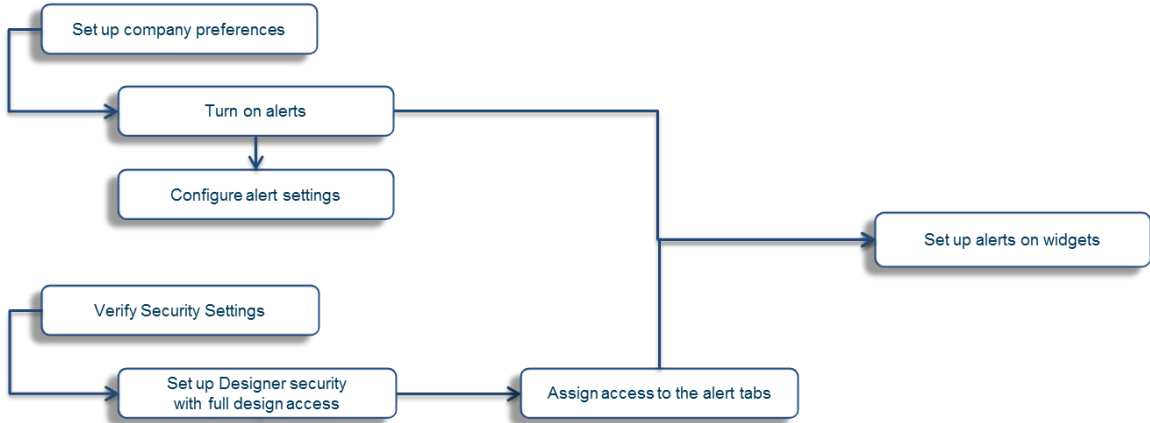 Set up company preferences
Turn on alerts
Configure alert settings
Set up alerts on widgets
Verify Security Settings
Set up Designer security
with full design access
Assign access to the alert tabs